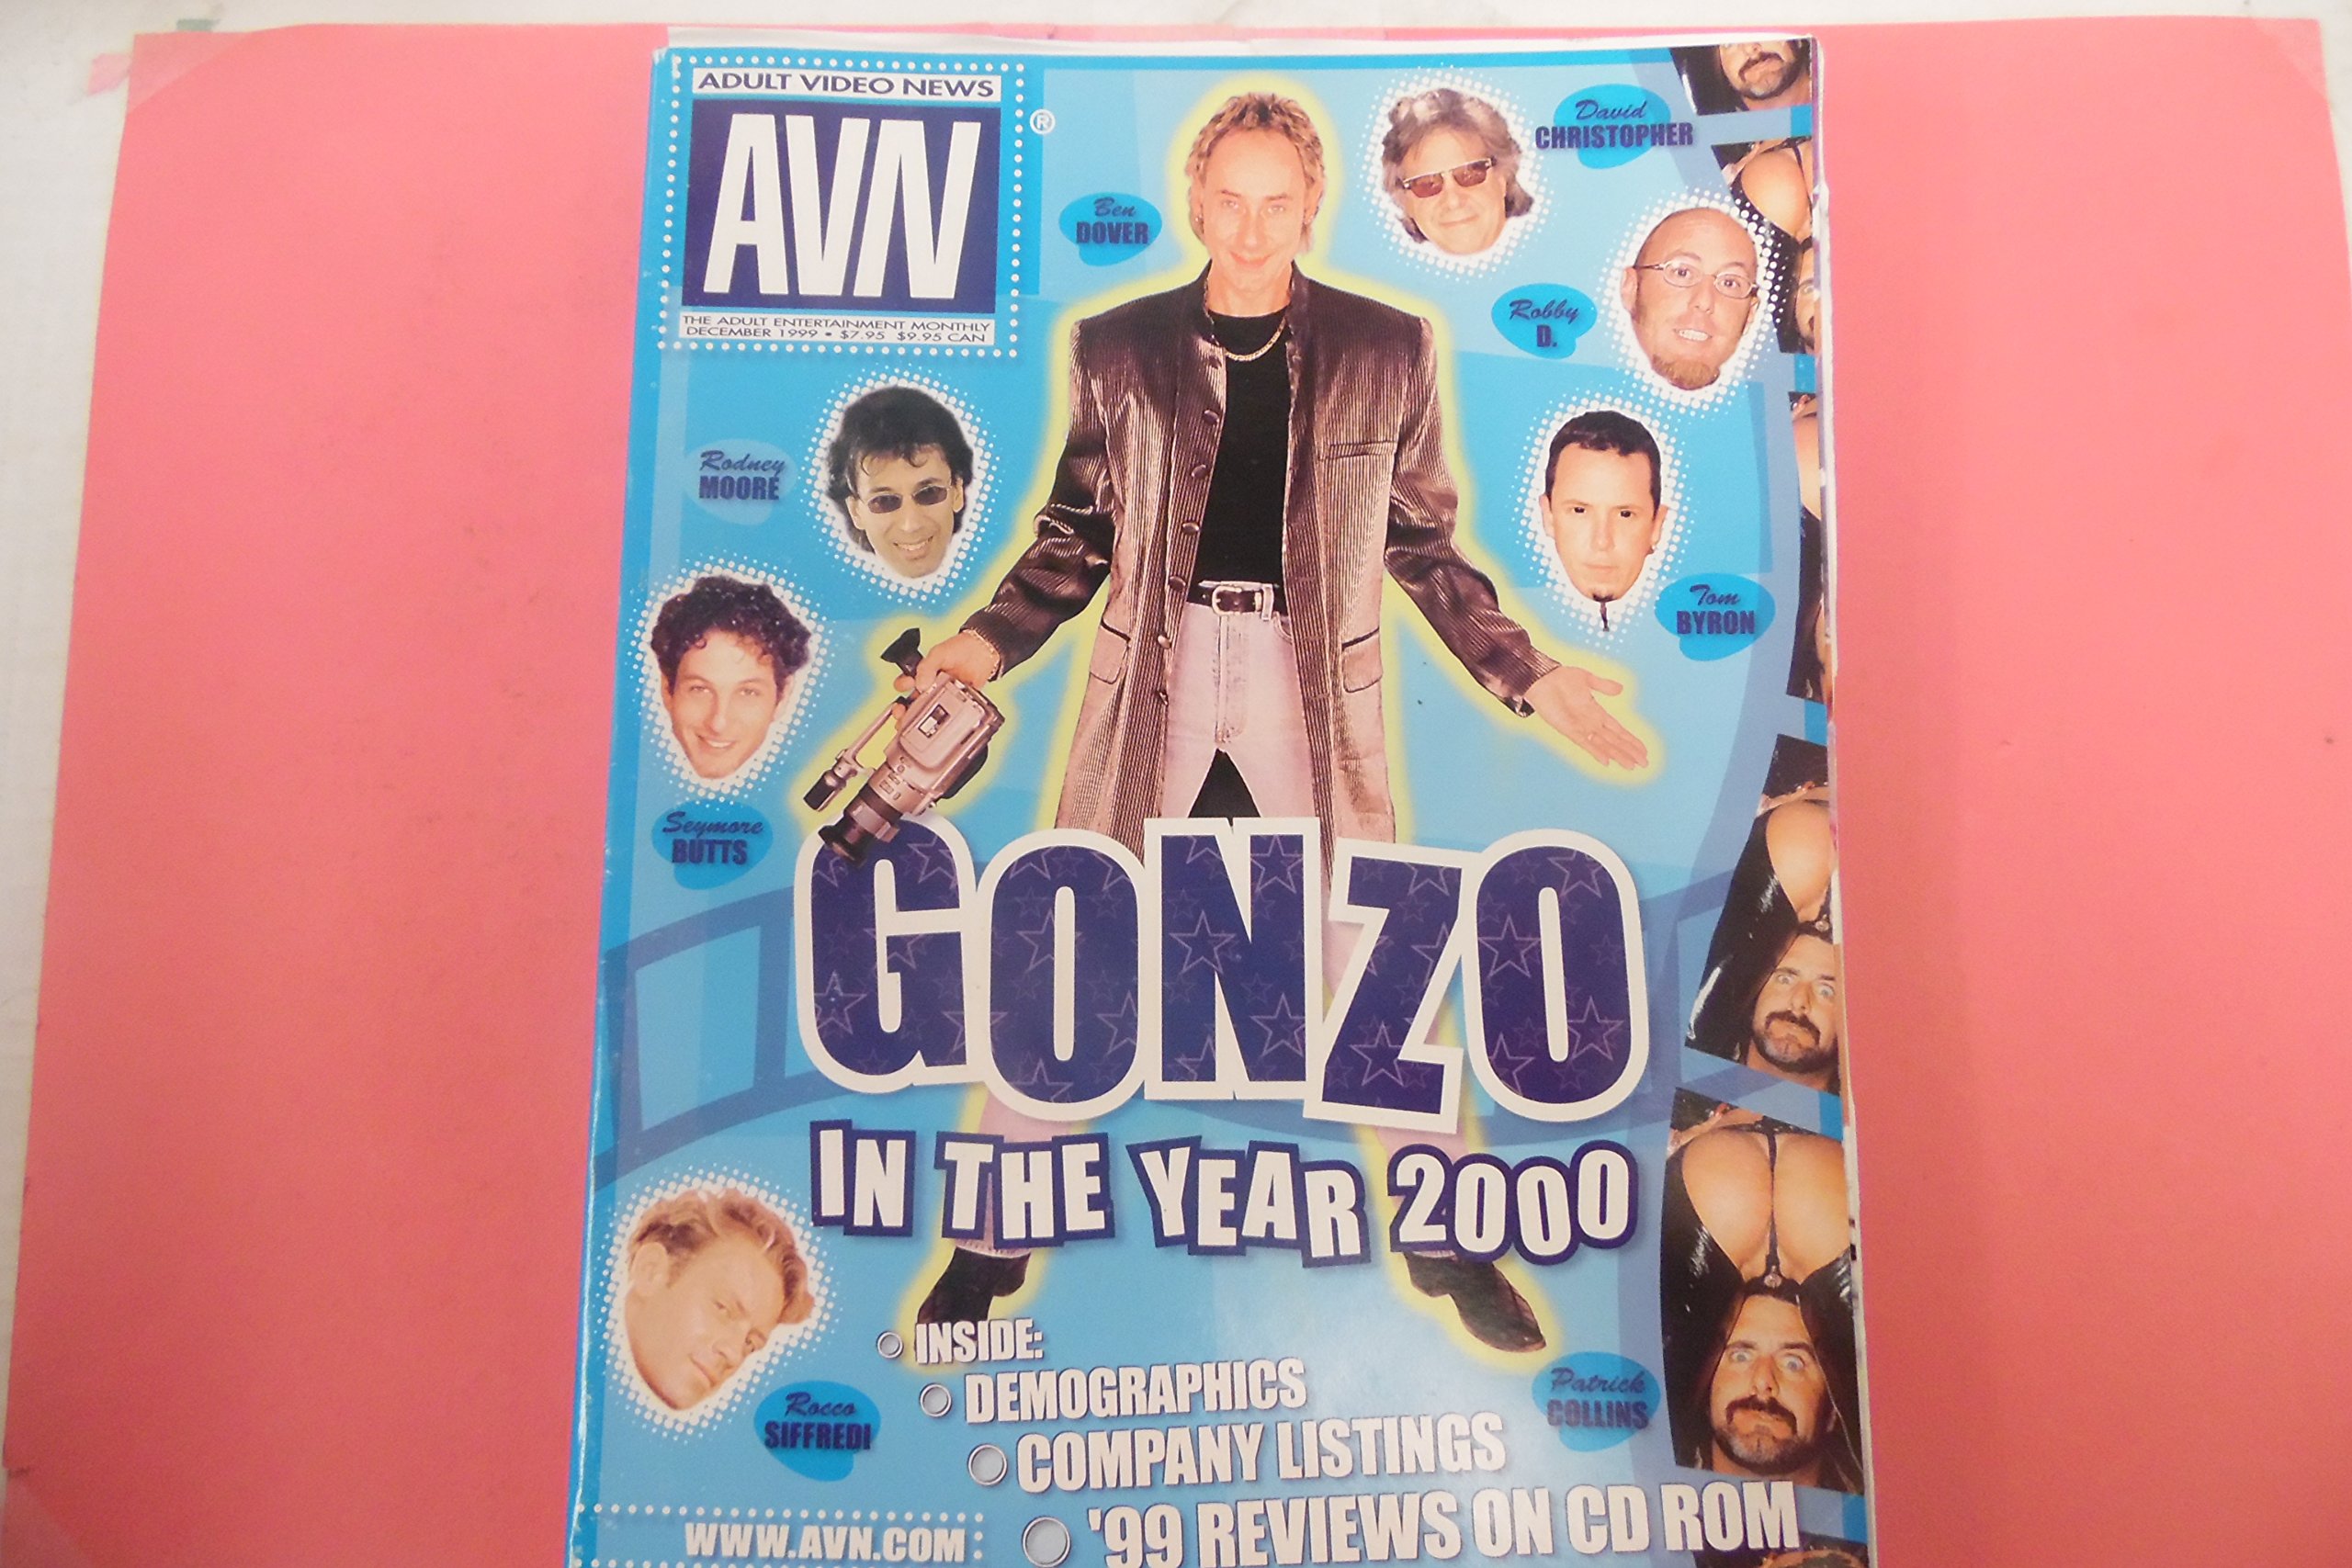 ADULT VIDEO NEWS
AVN
®
THE ADULT ENTERTAINMENT MONTHLY
DECEMBER 1999 • $7.95 $9.95 CAN
David
CHRISTOPHER
Ben
DOVER
Robby
D.
Rodney
MOORE
Tom
BYRON
Seymore
BUTTS
GONZO
IN THE YEAR 2000
Rocco
SIFFREDI
Patrick
COLLINS
INSIDE:
DEMOGRAPHICS
COMPANY LISTINGS
'99 REVIEWS ON CD ROM
WWW.AVN.COM